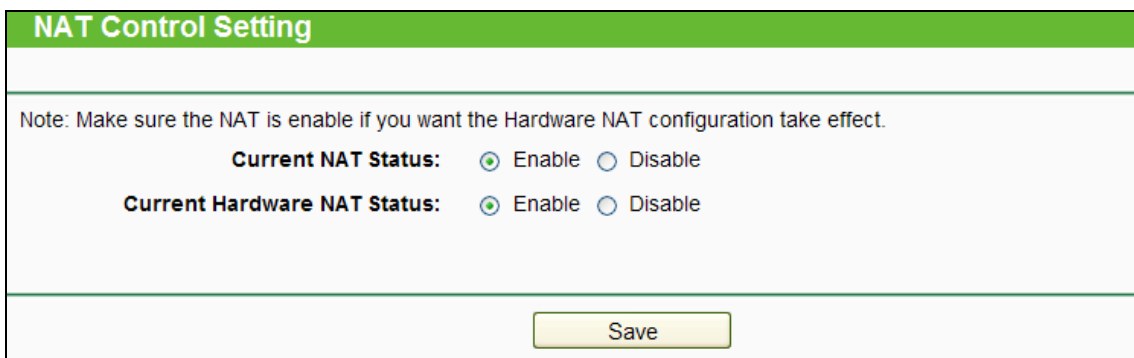 NAT Control Setting
Note: Make sure the NAT is enable if you want the Hardware NAT configuration take effect.
Current NAT Status: Enable Disable
Current Hardware NAT Status: Enable Disable
Save